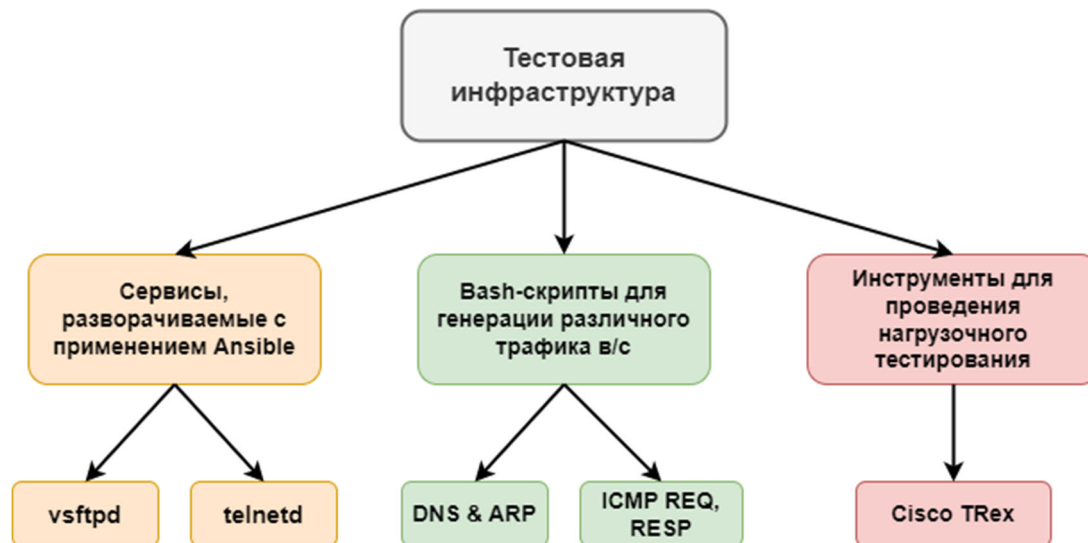 Тестовая
инфраструктура
Сервисы,
разворачиваемые с
применением Ansible
Bash-скрипты для
генерации различного
трафика в/с
Инструменты для
проведения
нагрузочного
тестирования
vsftpd
telnetd
DNS & ARP
ICMP REQ,
RESP
Cisco TRex